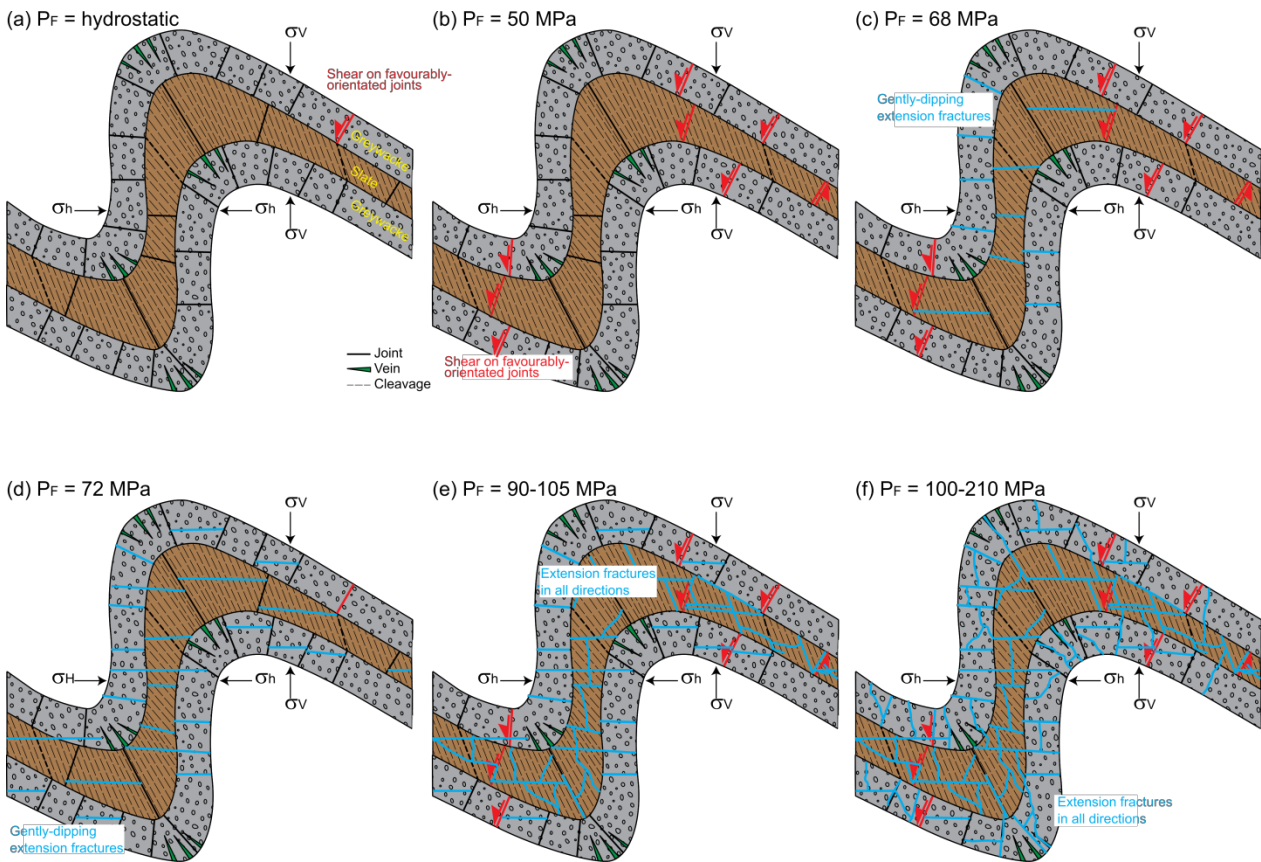 (a) PF = hydrostatic
σV
Shear on favourably-
orientated joints
Greywacke
Slate
Greywacke
σh
σh
σV
Joint
Vein
Cleavage
(b) PF = 50 MPa
σV
σh
σh
σV
Shear on favourably-
orientated joints
(c) PF = 68 MPa
σV
Gently-dipping
extension fractures
σh
σh
σV
(d) PF = 72 MPa
σV
σH
σh
σV
Gently-dipping
extension fractures
(e) PF = 90-105 MPa
σV
Extension fractures
in all directions
σh
σh
σV
(f) PF = 100-210 MPa
σV
σh
σh
σV
Extension fractures
in all directions